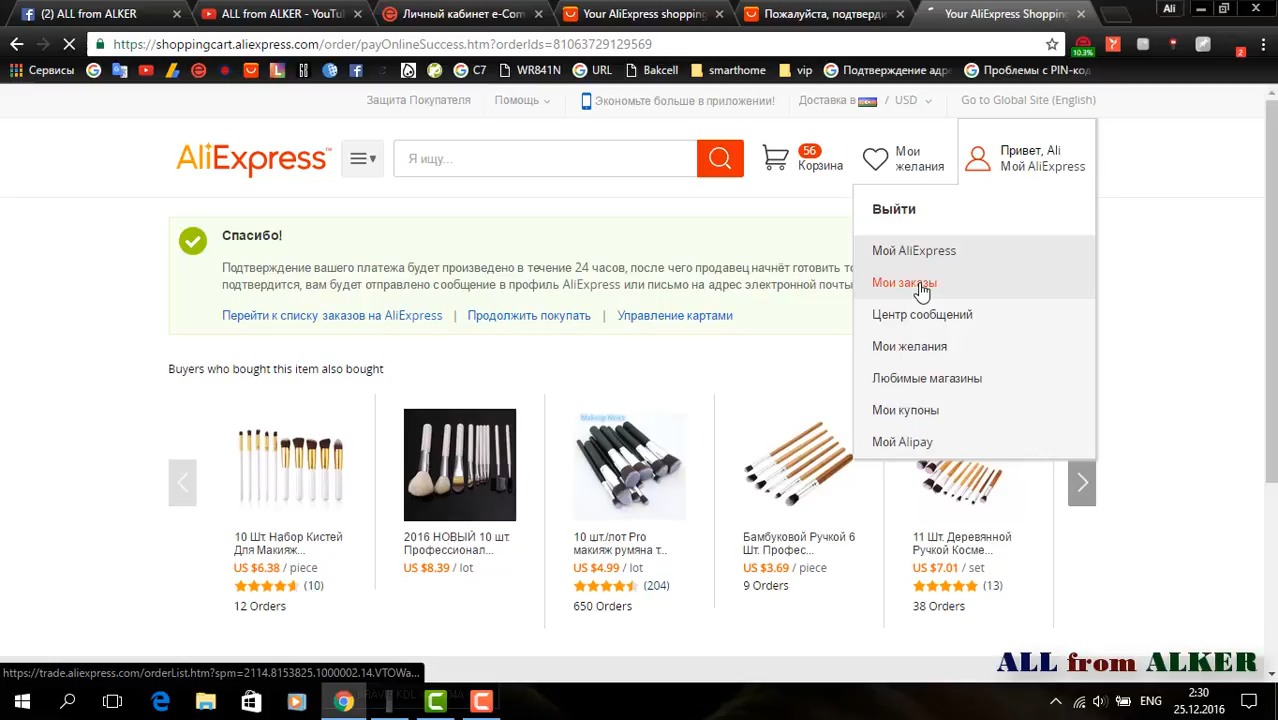 (2) ALL from ALKER
ALL from ALKER - YouTu
Личный кабинет e-Com
Your AliExpress shoppin
Пожалуйста, подтверди
Your AliExpress Shoppin
Ali
https://shoppingcart.aliexpress.com/order/payOnlineSuccess.htm?orderIds=81063729129569
10.3%
2
Сервисы
C7
WR841N
URL
Bakcell
smarthome
vip
Подтверждение адре
Проблемы с PIN-код
Защита Покупателя
Помощь
Экономьте больше в приложении!
Доставка в / USD
Go to Global Site (English)
AliExpress™
Я ищу...
56
Корзина
Мои
желания
Привет, Ali
Мой AliExpress
Выйти
Мой AliExpress
Мои заказы
Центр сообщений
Мои желания
Любимые магазины
Мои купоны
Мой Alipay
Спасибо!
Подтверждение вашего платежа будет произведено в течение 24 часов, после чего продавец начнёт готовить то
подтвердится, вам будет отправлено сообщение в профиль AliExpress или письмо на адрес электронной почты
Перейти к списку заказов на AliExpress | Продолжить покупать | Управление картами
Buyers who bought this item also bought
Makeup News
10 Шт. Набор Кистей
Для Макияж...
US $6.38 / piece
(10)
12 Orders
2016 НОВЫЙ 10 шт.
Профессионал...
US $8.39 / lot
10 шт./лот Pro
макияж румяна т...
US $4.99 / lot
(204)
650 Orders
Бамбуковой Ручкой 6
Шт. Профес...
US $3.69 / piece
9 Orders
11 Шт. Деревянной
Ручкой Косме...
US $7.01 / set
(13)
38 Orders
ALL from ALKER
https://trade.aliexpress.com/orderList.htm?spm=2114.8153825.1000002.14.VTOWa...
ENG
2:30
25.12.2016